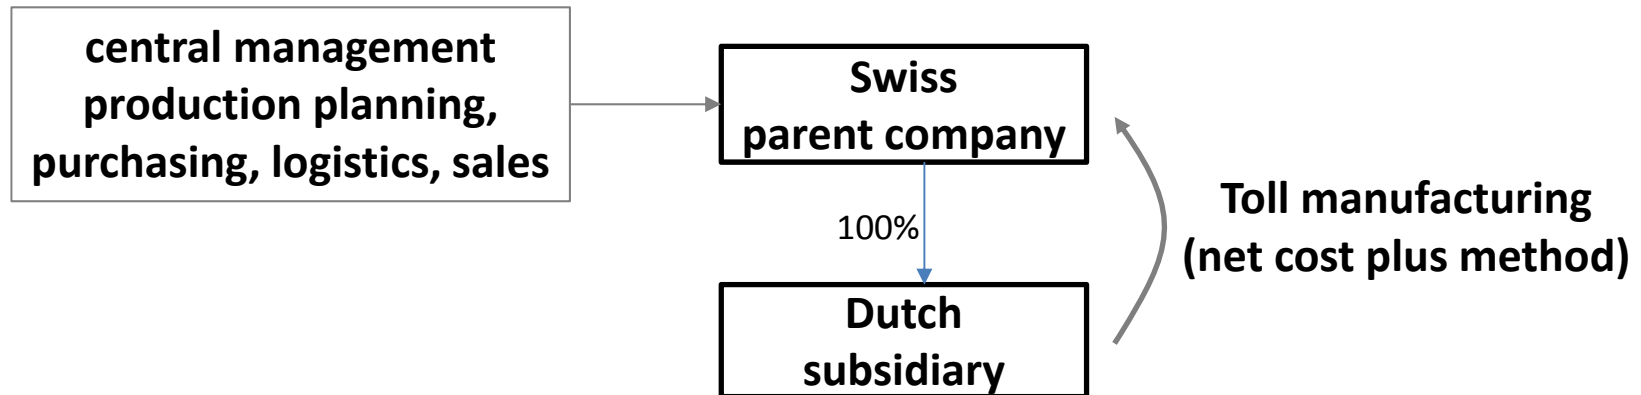 central management
production planning,
purchasing, logistics, sales
Swiss
parent company
100%
Toll manufacturing
(net cost plus method)
Dutch
subsidiary